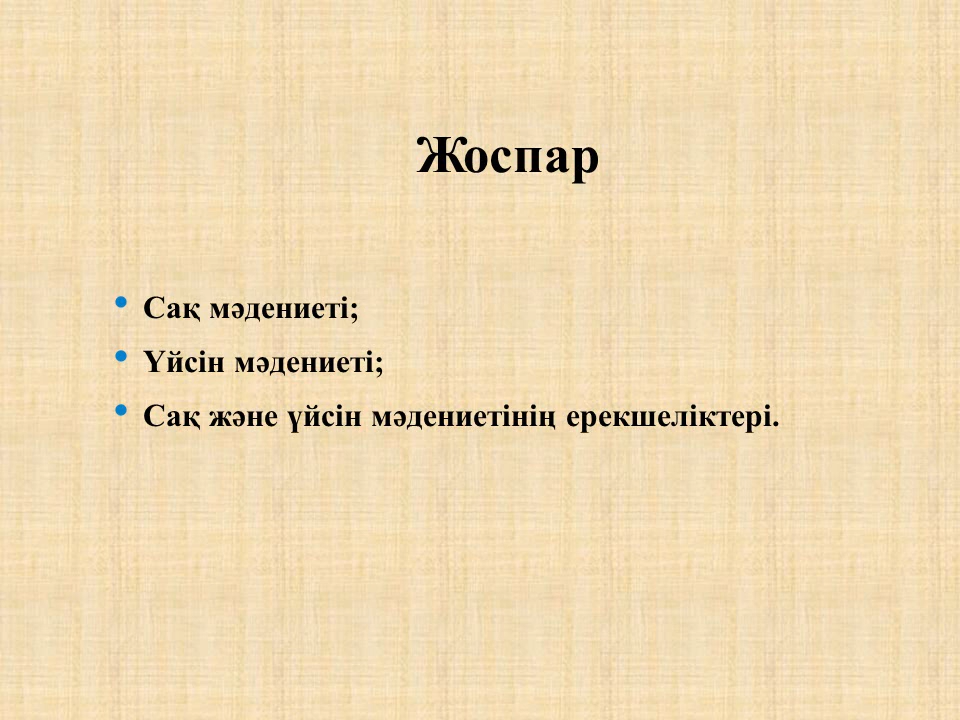 Жоспар
• Сақ мәдениеті;
• Үйсін мәдениеті;
• Сақ және үйсін мәдениетінің ерекшеліктері.